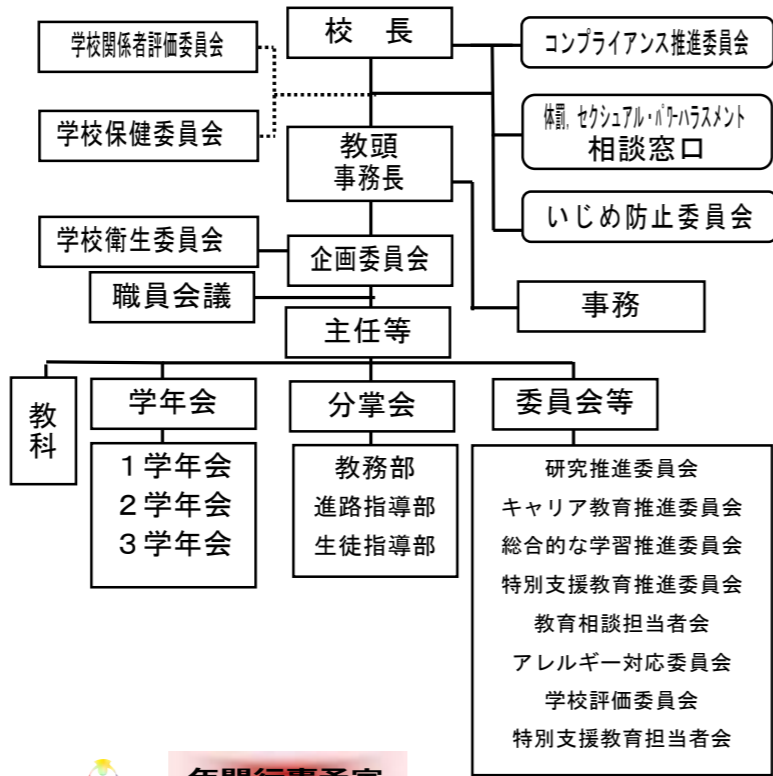 校 長
学校関係者評価委員会
コンプライアンス推進委員会
学校保健委員会
体罰, セクシュアル・パワーハラスメント
相談窓口
教頭
事務長
いじめ防止委員会
学校衛生委員会
企画委員会
職員会議
事務
主任等
教科
学年会
分掌会
委員会等
1学年会
2学年会
3学年会
教務部
進路指導部
生徒指導部
研究推進委員会
キャリア教育推進委員会
総合的な学習推進委員会
特別支援教育推進委員会
教育相談担当者会
アレルギー対応委員会
学校評価委員会
特別支援教育担当者会
年間行事予定